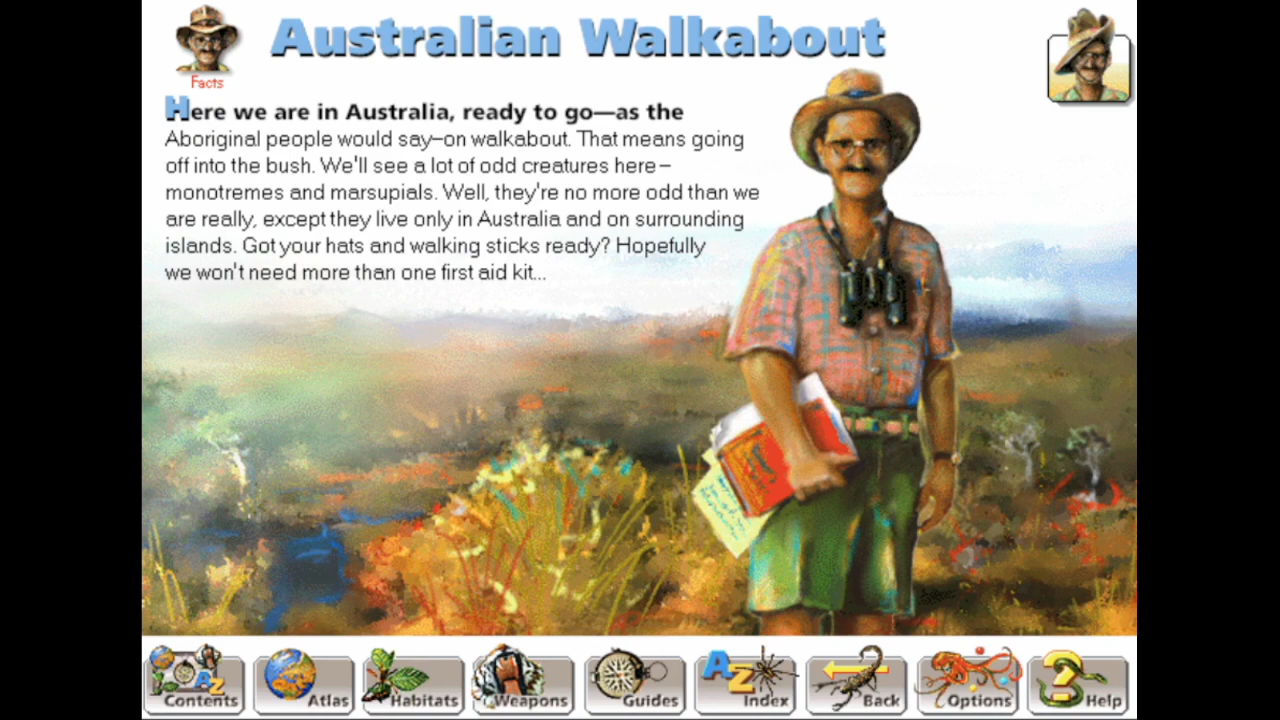 Australian Walkabout
Facts
Here we are in Australia, ready to go—as the
Aboriginal people would say—on walkabout. That means going
off into the bush. We'll see a lot of odd creatures here—
monotremes and marsupials. Well, they're no more odd than we
are really, except they live only in Australia and on surrounding
islands. Got your hats and walking sticks ready? Hopefully
we won't need more than one first aid kit...
Contents
Atlas
Habitats
Weapons
Guides
AZ
Index
Back
Options
?
Help